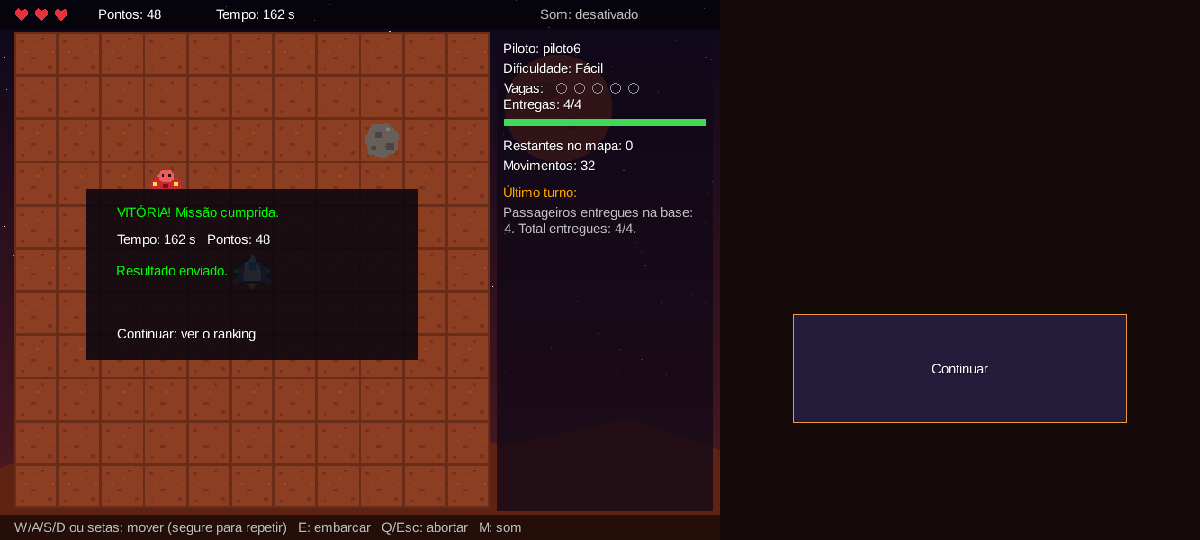 Pontos: 48 Tempo: 162 s Som: desativado
Piloto: piloto6
Dificuldade: Fácil
Vagas:
Entregas: 4/4
Restantes no mapa: 0
Movimentos: 32
Último turno:
Passageiros entregues na base:
4. Total entregues: 4/4.
VITÓRIA! Missão cumprida.
Tempo: 162 s Pontos: 48
Resultado enviado.
Continuar: ver o ranking
Continuar
W/A/S/D ou setas: mover (segure para repetir) E: embarcar Q/Esc: abortar M: som